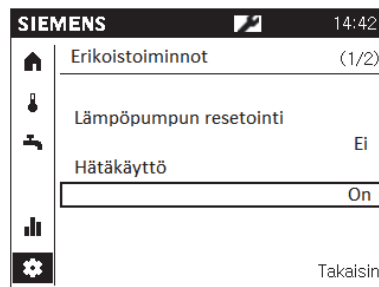 SIEMENS 14:42
Erikoistoiminnot (1/2)
Lämpöpumpun resetointi
Ei
Hätäkäyttö
On
Takaisin